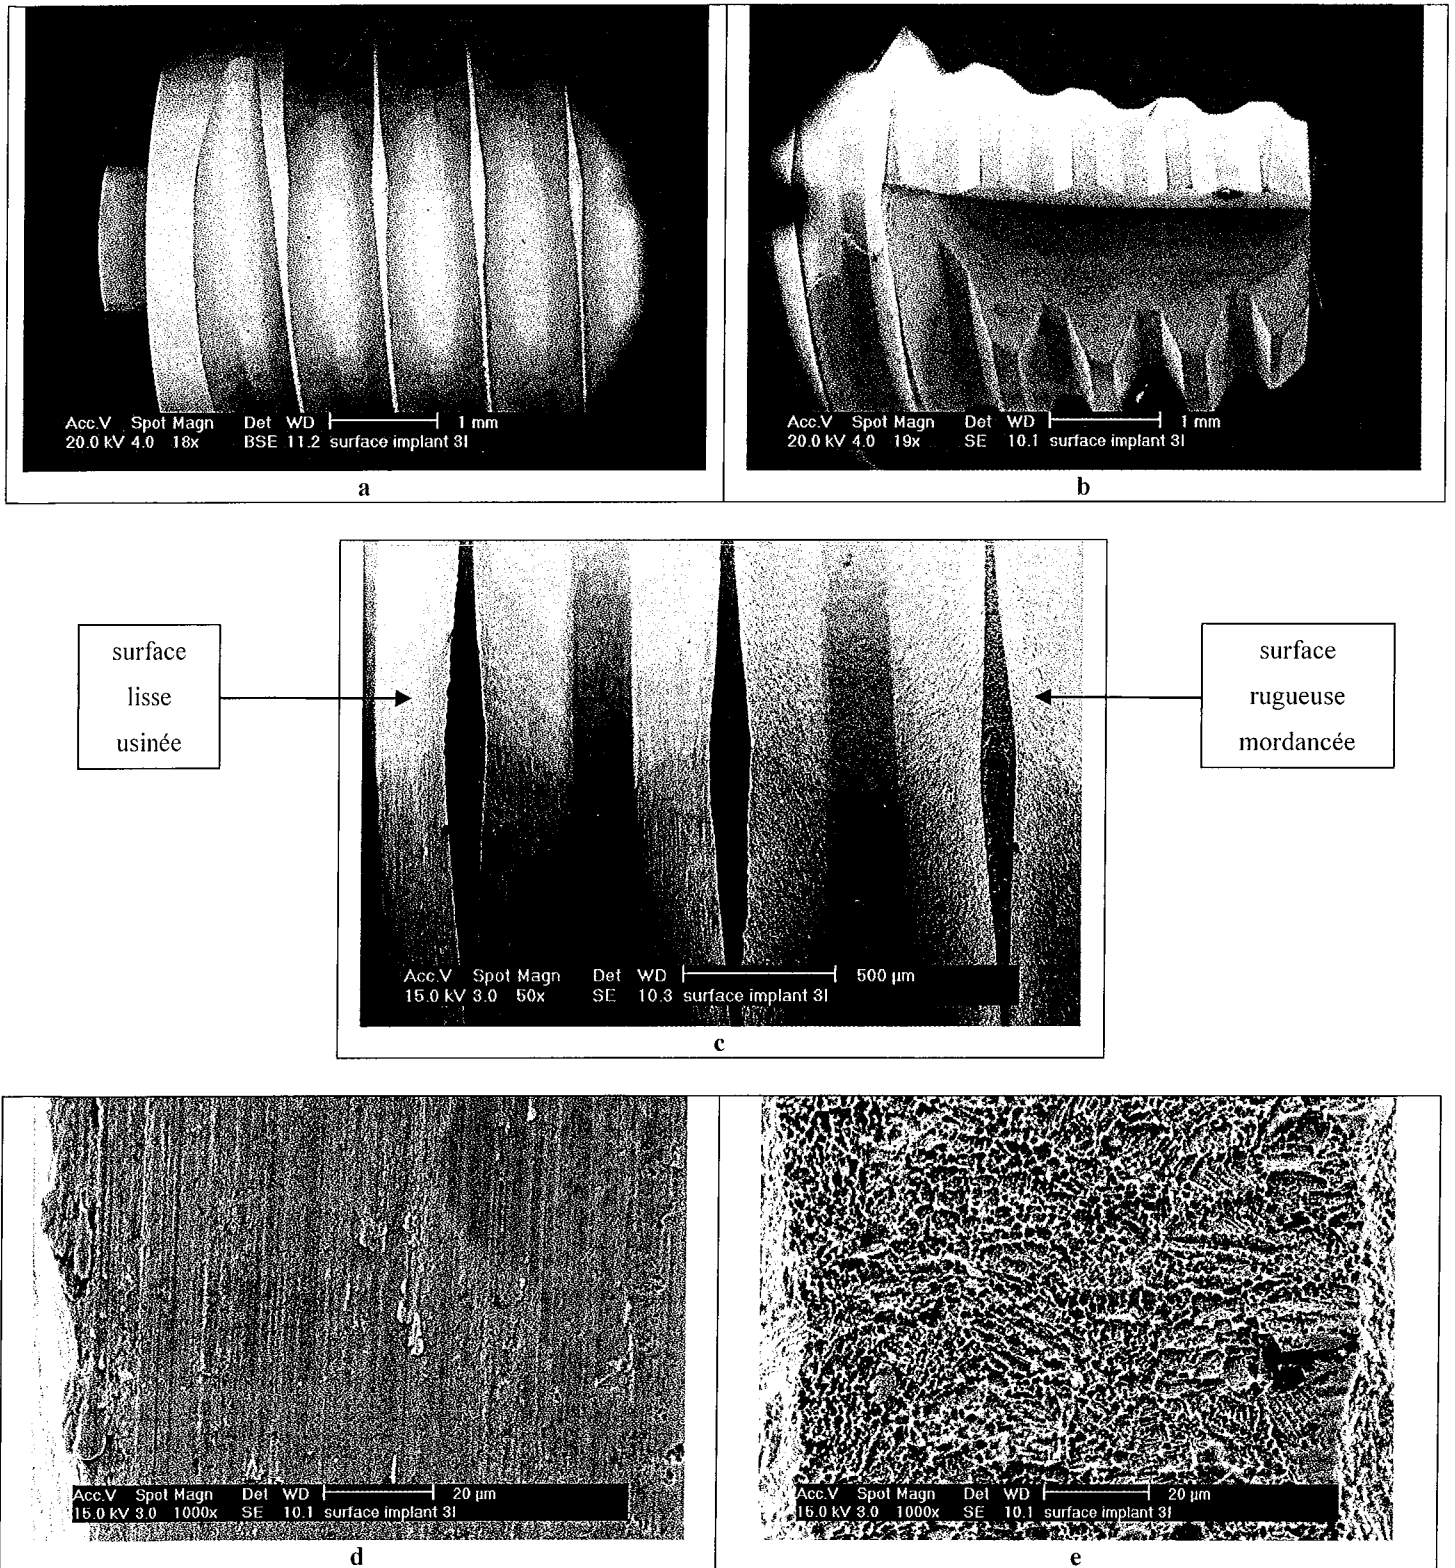 Acc.V Spot Magn Det WD 1 mm
20.0 kV 4.0 18x BSE 11.2 surface implant 3I
a
Acc.V Spot Magn Det WD 1 mm
20.0 kV 4.0 19x SE 10.1 surface implant 3I
b
surface
lisse
usinée
surface
rugueuse
mordancée
Acc.V Spot Magn Det WD 500 µm
15.0 kV 3.0 50x SE 10.3 surface implant 3I
c
Acc.V Spot Magn Det WD 20 µm
15.0 kV 3.0 1000x SE 10.1 surface implant 3I
d
Acc.V Spot Magn Det WD 20 µm
15.0 kV 3.0 1000x SE 10.1 surface implant 3I
e